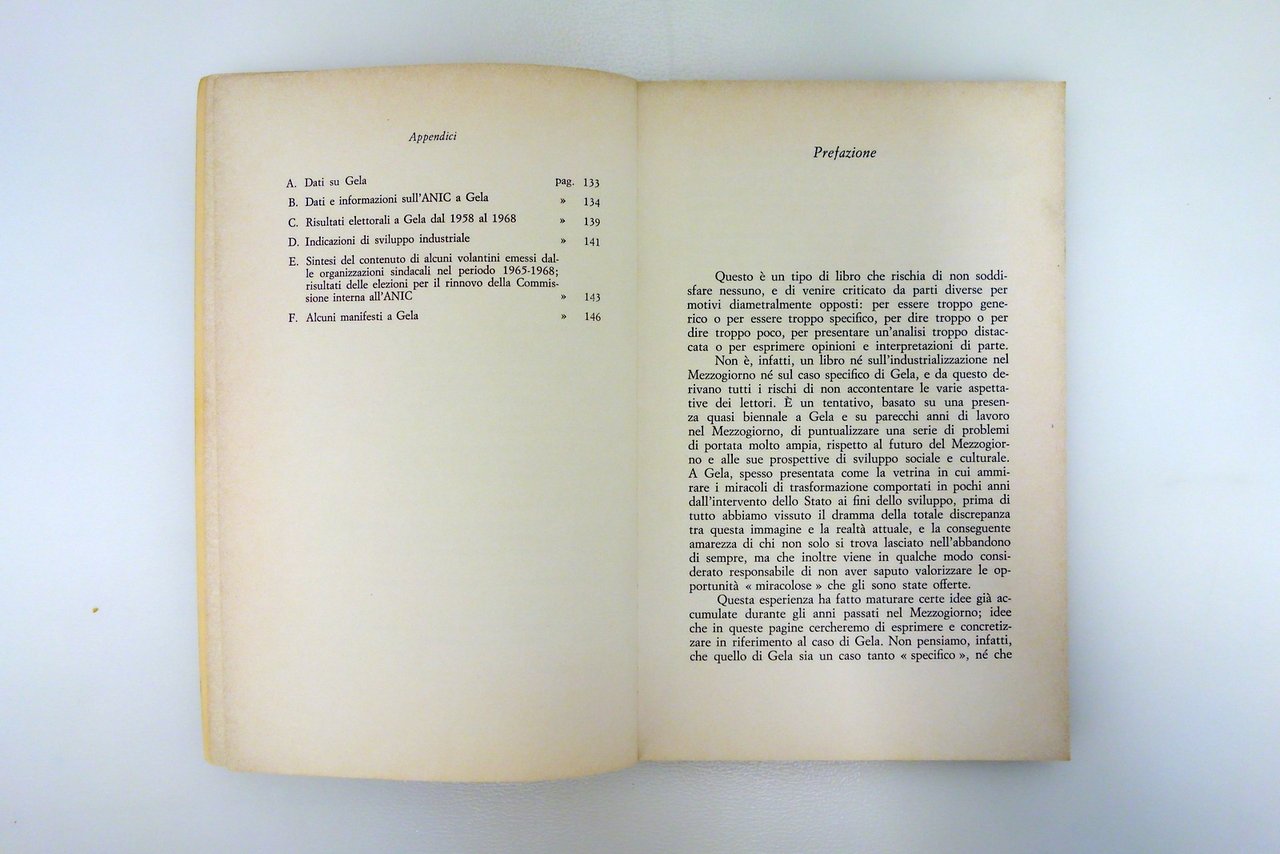 Appendici
A. Dati su Gela pag. 133
B. Dati e informazioni sull'ANIC a Gela » 134
C. Risultati elettorali a Gela dal 1958 al 1968 » 139
D. Indicazioni di sviluppo industriale » 141
E. Sintesi del contenuto di alcuni volantini emessi dal-
le organizzazioni sindacali nel periodo 1965-1968;
risultati delle elezioni per il rinnovo della Commis-
sione interna all'ANIC » 143
F. Alcuni manifesti a Gela » 146
Prefazione
Questo è un tipo di libro che rischia di non soddi-
sfare nessuno, e di venire criticato da parti diverse per
motivi diametralmente opposti: per essere troppo gene-
rico o per essere troppo specifico, per dire troppo o per
dire troppo poco, per presentare un'analisi troppo distac-
cata o per esprimere opinioni e interpretazioni di parte.
Non è, infatti, un libro né sull'industrializzazione nel
Mezzogiorno né sul caso specifico di Gela, e da questo de-
rivano tutti i rischi di non accontentare le varie aspetta-
tive dei lettori. È un tentativo, basato su una presen-
za quasi biennale a Gela e su parecchi anni di lavoro
nel Mezzogiorno, di puntualizzare una serie di problemi
di portata molto ampia, rispetto al futuro del Mezzogior-
no e alle sue prospettive di sviluppo sociale e culturale.
A Gela, spesso presentata come la vetrina in cui ammi-
rare i miracoli di trasformazione comportati in pochi anni
dall'intervento dello Stato ai fini dello sviluppo, prima di
tutto abbiamo vissuto il dramma della totale discrepanza
tra questa immagine e la realtà attuale, e la conseguente
amarezza di chi non solo si trova lasciato nell'abbandono
di sempre, ma che inoltre viene in qualche modo consi-
derato responsabile di non aver saputo valorizzare le op-
portunità « miracolose » che gli sono state offerte.
Questa esperienza ha fatto maturare certe idee già ac-
cumulate durante gli anni passati nel Mezzogiorno; idee
che in queste pagine cercheremo di esprimere e concretiz-
zare in riferimento al caso di Gela. Non pensiamo, infatti,
che quello di Gela sia un caso tanto « specifico », né che